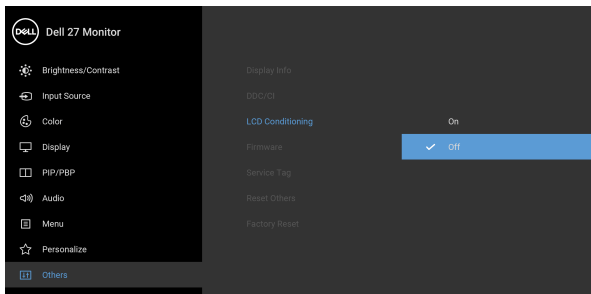 DELL Dell 27 Monitor
Brightness/Contrast
Display Info
Input Source
DDC/CI
Color
LCD Conditioning
On
Display
Firmware
Off
PIP/PBP
Service Tag
Audio
Reset Others
Menu
Factory Reset
Personalize
Others